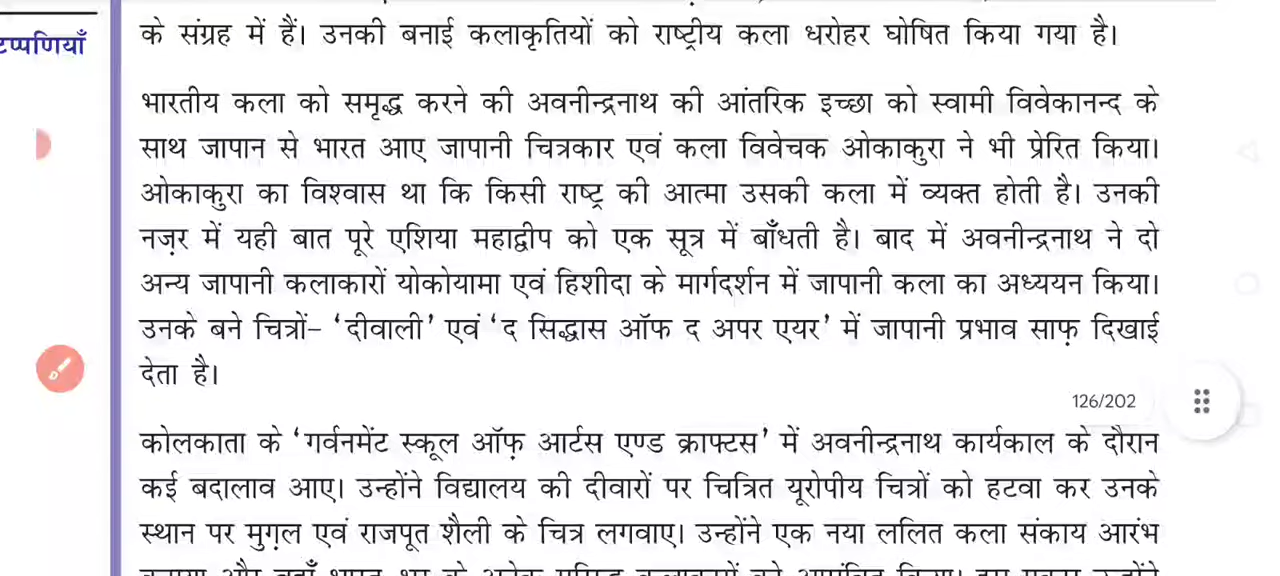 के संग्रह में हैं। उनकी बनाई कलाकृतियों को राष्ट्रीय कला धरोहर घोषित किया गया है।
टप्पणियाँ
भारतीय कला को समृद्ध करने की अवनीन्द्रनाथ की आंतरिक इच्छा को स्वामी विवेकानन्द के
साथ जापान से भारत आए जापानी चित्रकार एवं कला विवेचक ओकाकुरा ने भी प्रेरित किया।
ओकाकुरा का विश्वास था कि किसी राष्ट्र की आत्मा उसकी कला में व्यक्त होती है। उनकी
नज़र में यही बात पूरे एशिया महाद्वीप को एक सूत्र में बाँधती है। बाद में अवनीन्द्रनाथ ने दो
अन्य जापानी कलाकारों योकोयामा एवं हिशीदा के मार्गदर्शन में जापानी कला का अध्ययन किया।
उनके बने चित्रों– ‘दीवाली’ एवं ‘द सिद्धास ऑफ द अपर एयर’ में जापानी प्रभाव साफ़ दिखाई
देता है।
126/202
कोलकाता के ‘गर्वनमेंट स्कूल ऑफ़ आर्टस एण्ड क्राफ्टस’ में अवनीन्द्रनाथ कार्यकाल के दौरान
कई बदालाव आए। उन्होंने विद्यालय की दीवारों पर चित्रित यूरोपीय चित्रों को हटवा कर उनके
स्थान पर मुग़ल एवं राजपूत शैली के चित्र लगवाए। उन्होंने एक नया ललित कला संकाय आरंभ